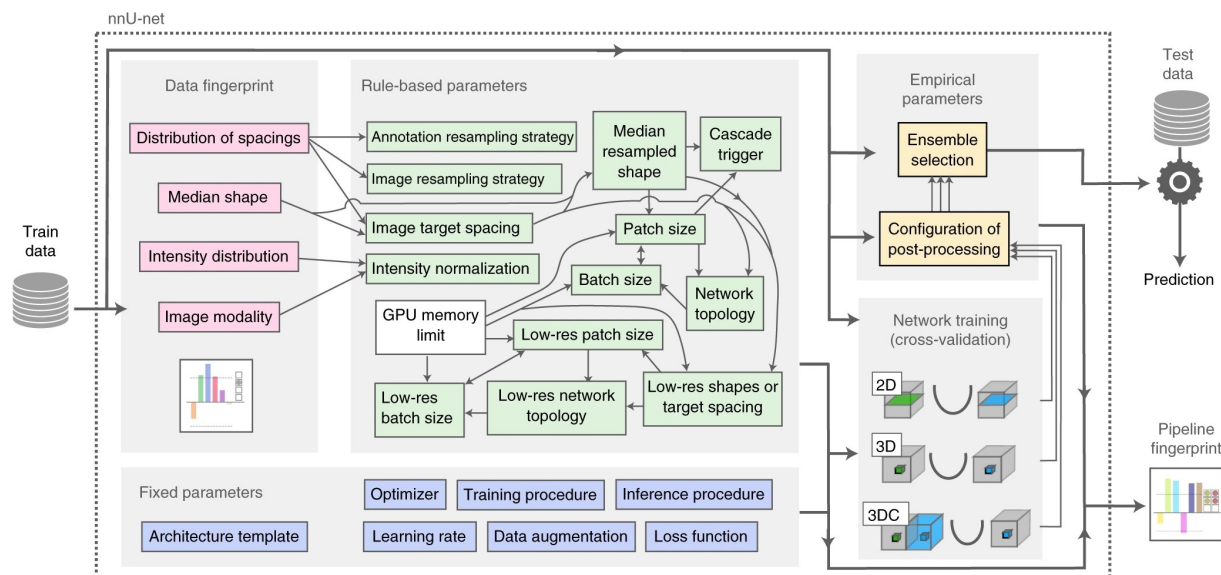 nnU-net
Test
data
Data fingerprint
Rule-based parameters
Empirical
parameters
Distribution of spacings
Annotation resampling strategy
Median
resampled
shape
Cascade
trigger
Ensemble
selection
Image resampling strategy
Median shape
Image target spacing
Patch size
Configuration of
post-processing
Train
data
Intensity distribution
Intensity normalization
Batch size
Network
topology
Prediction
Image modality
GPU memory
limit
Low-res patch size
Network training
(cross-validation)
Low-res
batch size
Low-res network
topology
Low-res shapes or
target spacing
2D
3D
3DC
Pipeline
fingerprint
Fixed parameters
Optimizer
Training procedure
Inference procedure
Architecture template
Learning rate
Data augmentation
Loss function